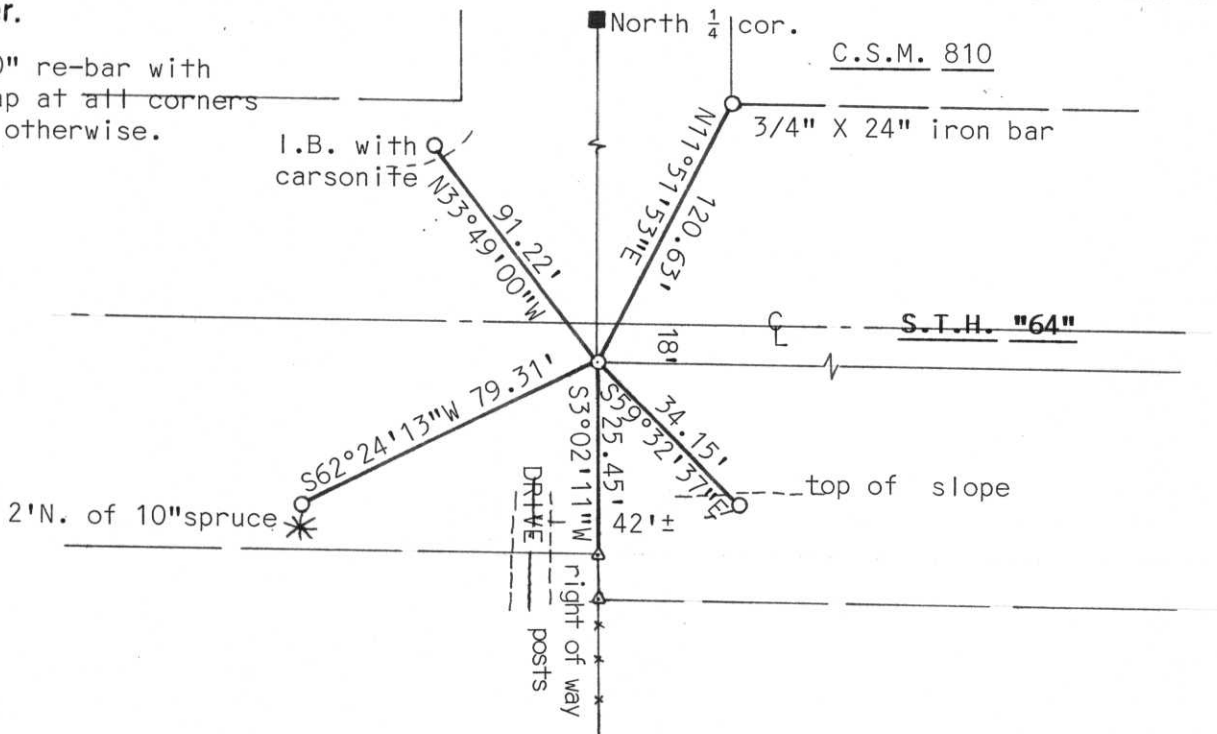 r.
North 1/4 cor.
C.S.M. 810
0" re-bar with
ap at all corners
otherwise.
3/4" X 24" iron bar
I.B. with
carsonite
N33°49'00"W
91.22'
N11°51'53"E
120.63'
18'
C L
S.T.H. "64"
S62°24'13"W 79.31'
S3°02'11"W
25.45'
S59°32'37"E
34.15'
top of slope
2'N. of 10"spruce
42'±
DRIVE
right of way
posts